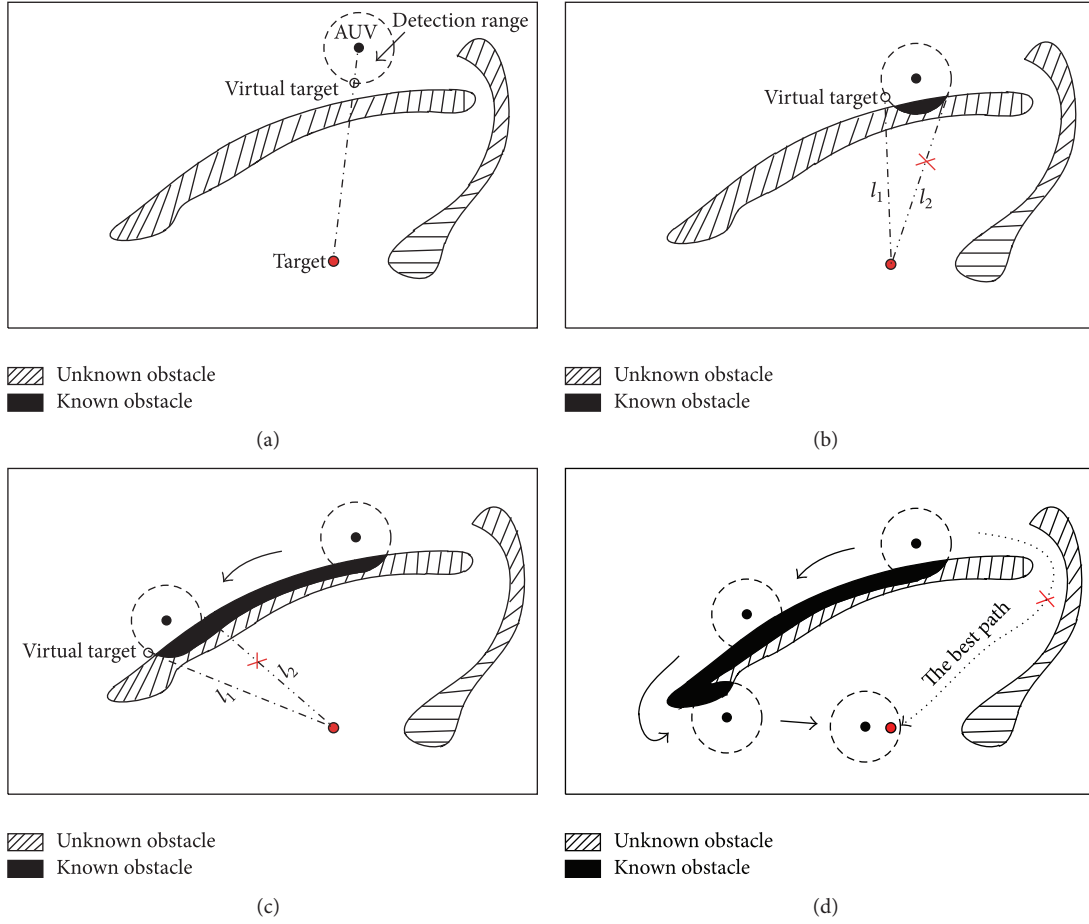 AUV
Detection range
Virtual target
Target
Unknown obstacle
Known obstacle
(a)
Virtual target
l1
l2
Unknown obstacle
Known obstacle
(b)
Virtual target
l1
l2
Unknown obstacle
Known obstacle
(c)
The best path
Unknown obstacle
Known obstacle
(d)